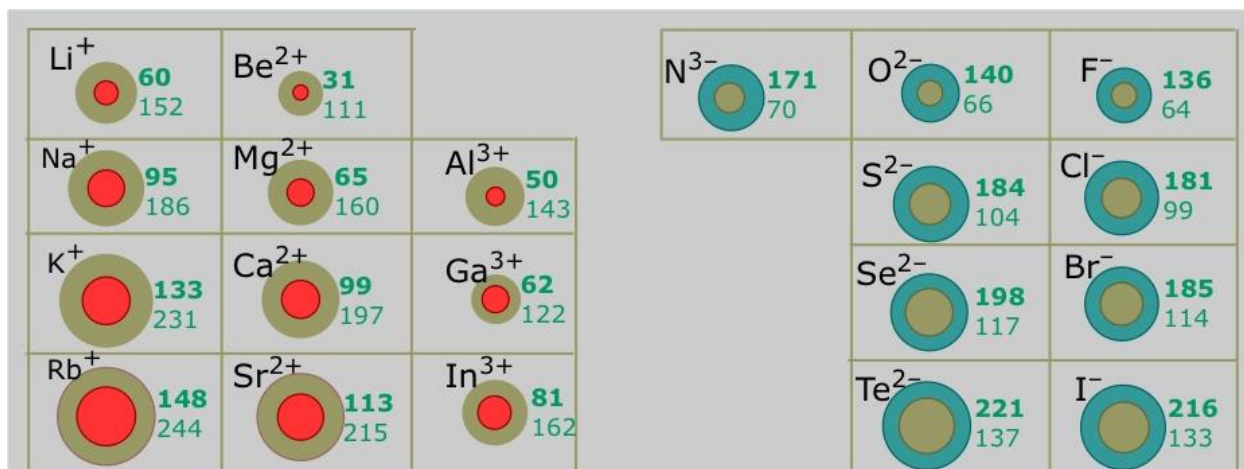 Li+ 60 Be2+ 31 N3− 171 O2− 140 F− 136
152 111 70 66 64
Na+ 95 Mg2+ 65 Al3+ 50 S2− 184 Cl− 181
186 160 143 104 99
K+ 133 Ca2+ 99 Ga3+ 62 Se2− 198 Br− 185
231 197 122 117 114
Rb+ 148 Sr2+ 113 In3+ 81 Te2− 221 I− 216
244 215 162 137 133